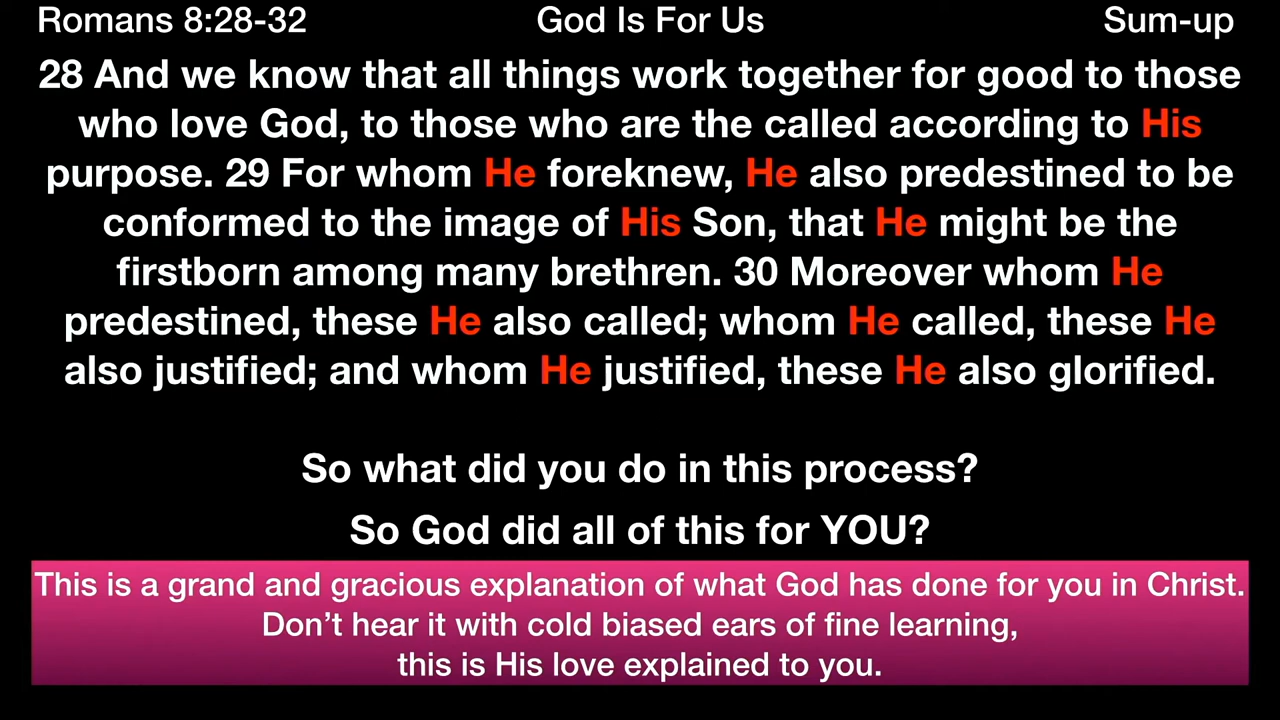 Romans 8:28-32 God Is For Us Sum-up
28 And we know that all things work together for good to those
who love God, to those who are the called according to His
purpose. 29 For whom He foreknew, He also predestined to be
conformed to the image of His Son, that He might be the
firstborn among many brethren. 30 Moreover whom He
predestined, these He also called; whom He called, these He
also justified; and whom He justified, these He also glorified.
So what did you do in this process?
So God did all of this for YOU?
This is a grand and gracious explanation of what God has done for you in Christ.
Don’t hear it with cold biased ears of fine learning,
this is His love explained to you.